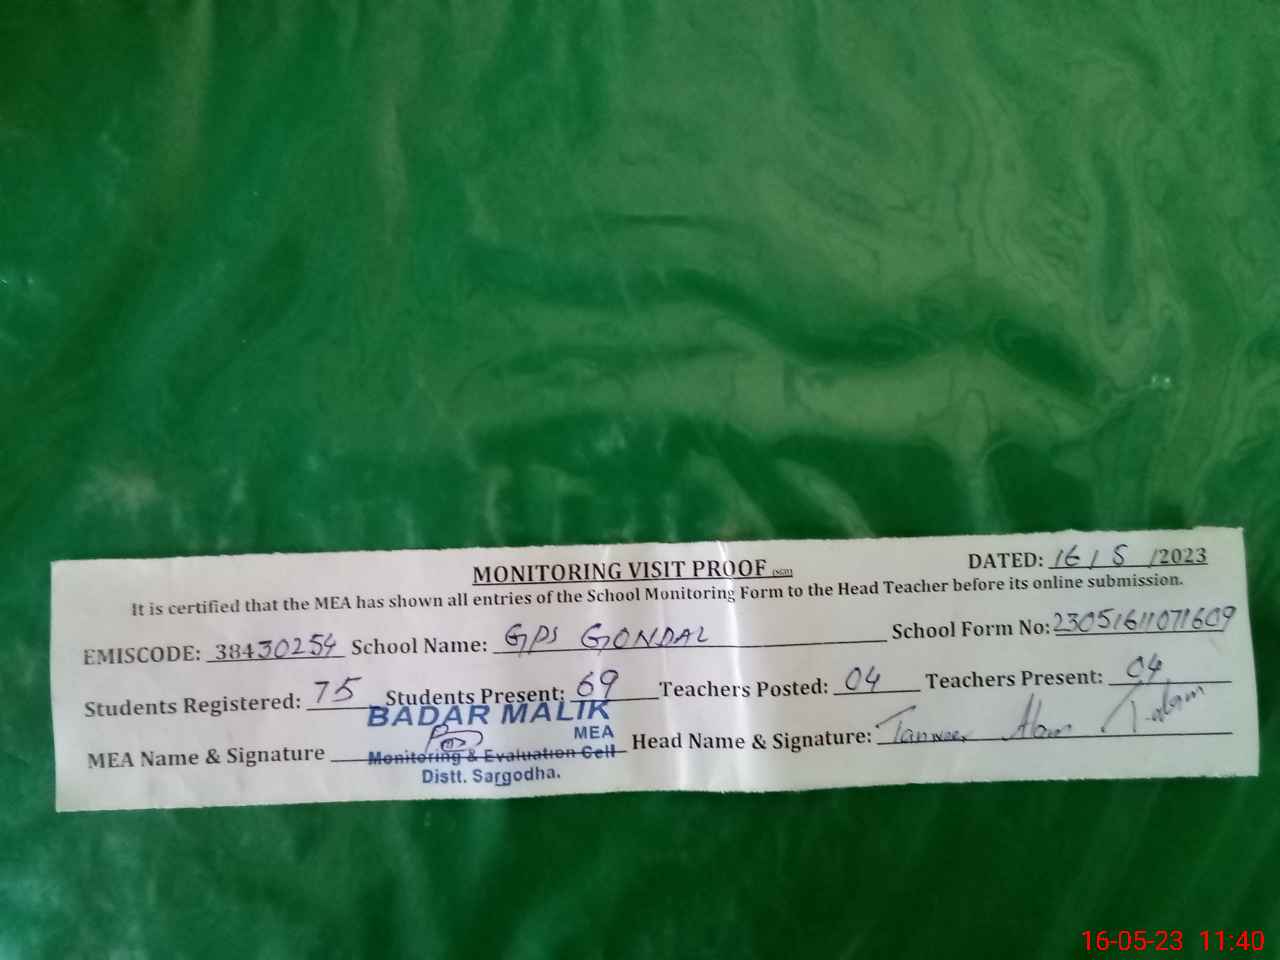 MONITORING VISIT PROOF (SGD) DATED: 16/5/2023
It is certified that the MEA has shown all entries of the School Monitoring Form to the Head Teacher before its online submission.
EMISCODE: 38430254 School Name: GPS GONDAL School Form No: 23051611071609
Students Registered: 75 Students Present: 69 Teachers Posted: 04 Teachers Present: 04
BADAR MALIK
MEA
MEA Name & Signature Monitoring & Evaluation Cell Head Name & Signature: Tanveer Alam
Distt. Sargodha.
16-05-23 11:40